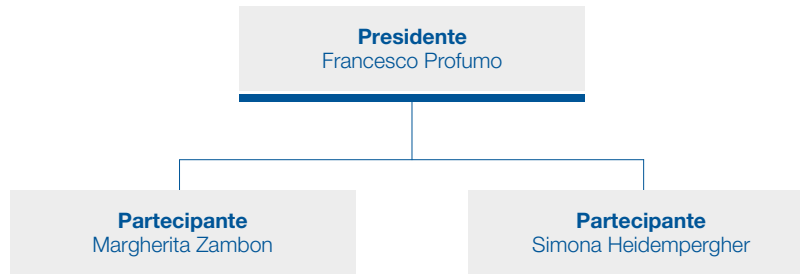 Presidente
Francesco Profumo
Partecipante
Margherita Zambon
Partecipante
Simona Heidempergher